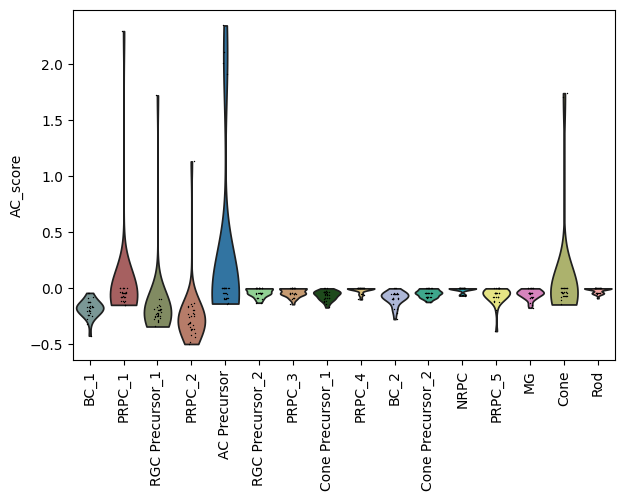 AC_score
2.0
1.5
1.0
0.5
0.0
−0.5
BC_1
PRPC_1
RGC Precursor_1
PRPC_2
AC Precursor
RGC Precursor_2
PRPC_3
Cone Precursor_1
PRPC_4
BC_2
Cone Precursor_2
NRPC
PRPC_5
MG
Cone
Rod